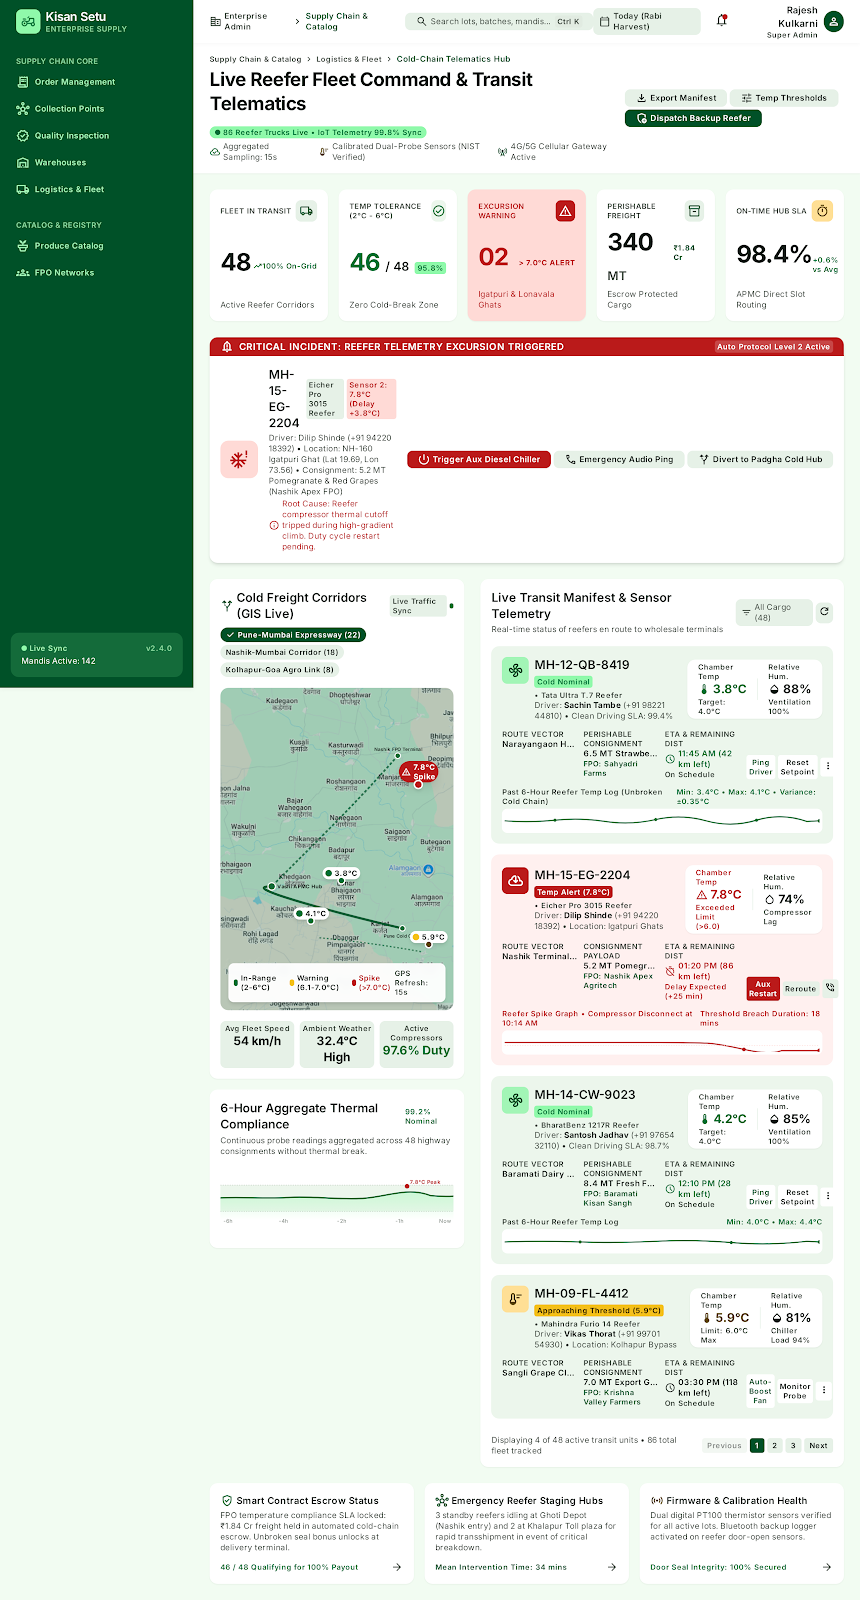 Kisan Setu
ENTERPRISE SUPPLY
SUPPLY CHAIN CORE
Order Management
Collection Points
Quality Inspection
Warehouses
Logistics & Fleet
CATALOG & REGISTRY
Produce Catalog
FPO Networks
Live Sync v2.4.0
Mandis Active: 142
Enterprise
Admin
Supply Chain &
Catalog
Search lots, batches, mandis... Ctrl K
Today (Rabi
Harvest)
Rajesh
Kulkarni
Super Admin
Supply Chain & Catalog › Logistics & Fleet › Cold-Chain Telematics Hub
Live Reefer Fleet Command & Transit
Telematics
86 Reefer Trucks Live • IoT Telemetry 99.8% Sync
Aggregated
Sampling: 15s
Calibrated Dual-Probe Sensors (NIST
Verified)
4G/5G Cellular Gateway
Active
Export Manifest
Temp Thresholds
Dispatch Backup Reefer
FLEET IN TRANSIT
48 100% On-Grid
Active Reefer Corridors
TEMP TOLERANCE
(2°C - 6°C)
46 / 48 95.8%
Zero Cold-Break Zone
EXCURSION
WARNING
02 > 7.0°C ALERT
Igatpuri & Lonavala
Ghats
PERISHABLE
FREIGHT
340
MT
₹1.84
Cr
Escrow Protected
Cargo
ON-TIME HUB SLA
98.4%
+0.6%
vs Avg
APMC Direct Slot
Routing
CRITICAL INCIDENT: REEFER TELEMETRY EXCURSION TRIGGERED
Auto Protocol Level 2 Active
MH-
15-
EG-
2204
Eicher
Pro
3015
Reefer
Sensor 2:
7.8°C
(Delay
+3.8°C)
Driver: Dilip Shinde (+91 94220
18392) • Location: NH-160
Igatpuri Ghat (Lat 19.69, Lon
73.56) • Consignment: 5.2 MT
Pomegranate & Red Grapes
(Nashik Apex FPO)
Root Cause: Reefer
compressor thermal cutoff
tripped during high-gradient
climb. Duty cycle restart
pending.
Trigger Aux Diesel Chiller
Emergency Audio Ping
Divert to Padgha Cold Hub
Cold Freight Corridors
(GIS Live)
Live Traffic
Sync
Pune-Mumbai Expressway (22)
Nashik-Mumbai Corridor (18)
Kolhapur-Goa Agro Link (8)
Dhopteshwar
धोपटेश्वर
Kadegaon
कडेगाव
Kusali
Kasturwadi
Nashik FPO Terminal
7.8°C
Spike
Roshangaon
Bajar
Wahegaon
Wakulni
Nanegaon
Saigaon
Chikangaon
Badapur
बदापुर
Butegaon
Alamgaon
3.8°C
Khedgaon
Vashi APMC Hub
4.1°C
Alamgaon
आलमगाव
Rohi Lagad
Dhangar
Pimpalgaon
Karjat
5.9°C
In-Range
(2-6°C)
Warning
(6.1-7.0°C)
Spike
(>7.0°C)
GPS
Refresh:
15s
Avg Fleet Speed
54 km/h
Ambient Weather
32.4°C
High
Active
Compressors
97.6% Duty
6-Hour Aggregate Thermal
Compliance
99.2%
Nominal
Continuous probe readings aggregated across 48 highway
consignments without thermal break.
7.8°C Peak
-6h -4h -2h -1h Now
Live Transit Manifest & Sensor
Telemetry
Real-time status of reefers en route to wholesale terminals
All Cargo
(48)
MH-12-QB-8419
Cold Nominal
• Tata Ultra T.7 Reefer
Driver: Sachin Tambe (+91 98221
44810) • Clean Driving SLA: 99.4%
Chamber
Temp
3.8°C
Target:
4.0°C
Relative
Hum.
88%
Ventilation
100%
ROUTE VECTOR
Narayangaon H...
PERISHABLE
CONSIGNMENT
6.5 MT Strawbe...
FPO: Sahyadri
Farms
ETA & REMAINING
DIST
11:45 AM (42
km left)
On Schedule
Ping
Driver
Reset
Setpoint
Past 6-Hour Reefer Temp Log (Unbroken
Cold Chain)
Min: 3.4°C • Max: 4.1°C • Variance:
±0.35°C
MH-15-EG-2204
Temp Alert (7.8°C)
• Eicher Pro 3015 Reefer
Driver: Dilip Shinde (+91 94220
18392) • Location: Igatpuri Ghats
Chamber
Temp
7.8°C
Exceeded
Limit
(>6.0)
Relative
Hum.
74%
Compressor
Lag
ROUTE VECTOR
Nashik Terminal...
CONSIGNMENT
PAYLOAD
5.2 MT Pomegr...
FPO: Nashik Apex
Agritech
ETA & REMAINING
DIST
01:20 PM (86
km left)
Delay Expected
(+25 min)
Aux
Restart
Reroute
Reefer Spike Graph • Compressor Disconnect at
10:14 AM
Threshold Breach Duration: 18
mins
MH-14-CW-9023
Cold Nominal
• BharatBenz 1217R Reefer
Driver: Santosh Jadhav (+91 97654
32110) • Clean Driving SLA: 98.7%
Chamber
Temp
4.2°C
Target:
4.0°C
Relative
Hum.
85%
Ventilation
100%
ROUTE VECTOR
Baramati Dairy ...
PERISHABLE
CONSIGNMENT
8.4 MT Fresh F...
FPO: Baramati
Kisan Sangh
ETA & REMAINING
DIST
12:10 PM (28
km left)
On Schedule
Ping
Driver
Reset
Setpoint
Past 6-Hour Reefer Temp Log
Min: 4.0°C • Max: 4.4°C
MH-09-FL-4412
Approaching Threshold (5.9°C)
• Mahindra Furio 14 Reefer
Driver: Vikas Thorat (+91 99701
54930) • Location: Kolhapur Bypass
Chamber
Temp
5.9°C
Limit: 6.0°C
Max
Relative
Hum.
81%
Chiller
Load 94%
ROUTE VECTOR
Sangli Grape Cl...
PERISHABLE
CONSIGNMENT
7.0 MT Export G...
FPO: Krishna
Valley Farmers
ETA & REMAINING
DIST
03:30 PM (118
km left)
On Schedule
Auto-
Boost
Fan
Monitor
Probe
Displaying 4 of 48 active transit units • 86 total
fleet tracked
Previous 1 2 3 Next
Smart Contract Escrow Status
FPO temperature compliance SLA locked:
₹1.84 Cr freight held in automated cold-chain
escrow. Unbroken seal bonus unlocks at
delivery terminal.
46 / 48 Qualifying for 100% Payout
Emergency Reefer Staging Hubs
3 standby reefers idling at Ghoti Depot
(Nashik entry) and 2 at Khalapur Toll plaza for
rapid transshipment in event of critical
breakdown.
Mean Intervention Time: 34 mins
Firmware & Calibration Health
Dual digital PT100 thermistor sensors verified
for all active lots. Bluetooth backup logger
activated on reefer door-open sensors.
Door Seal Integrity: 100% Secured